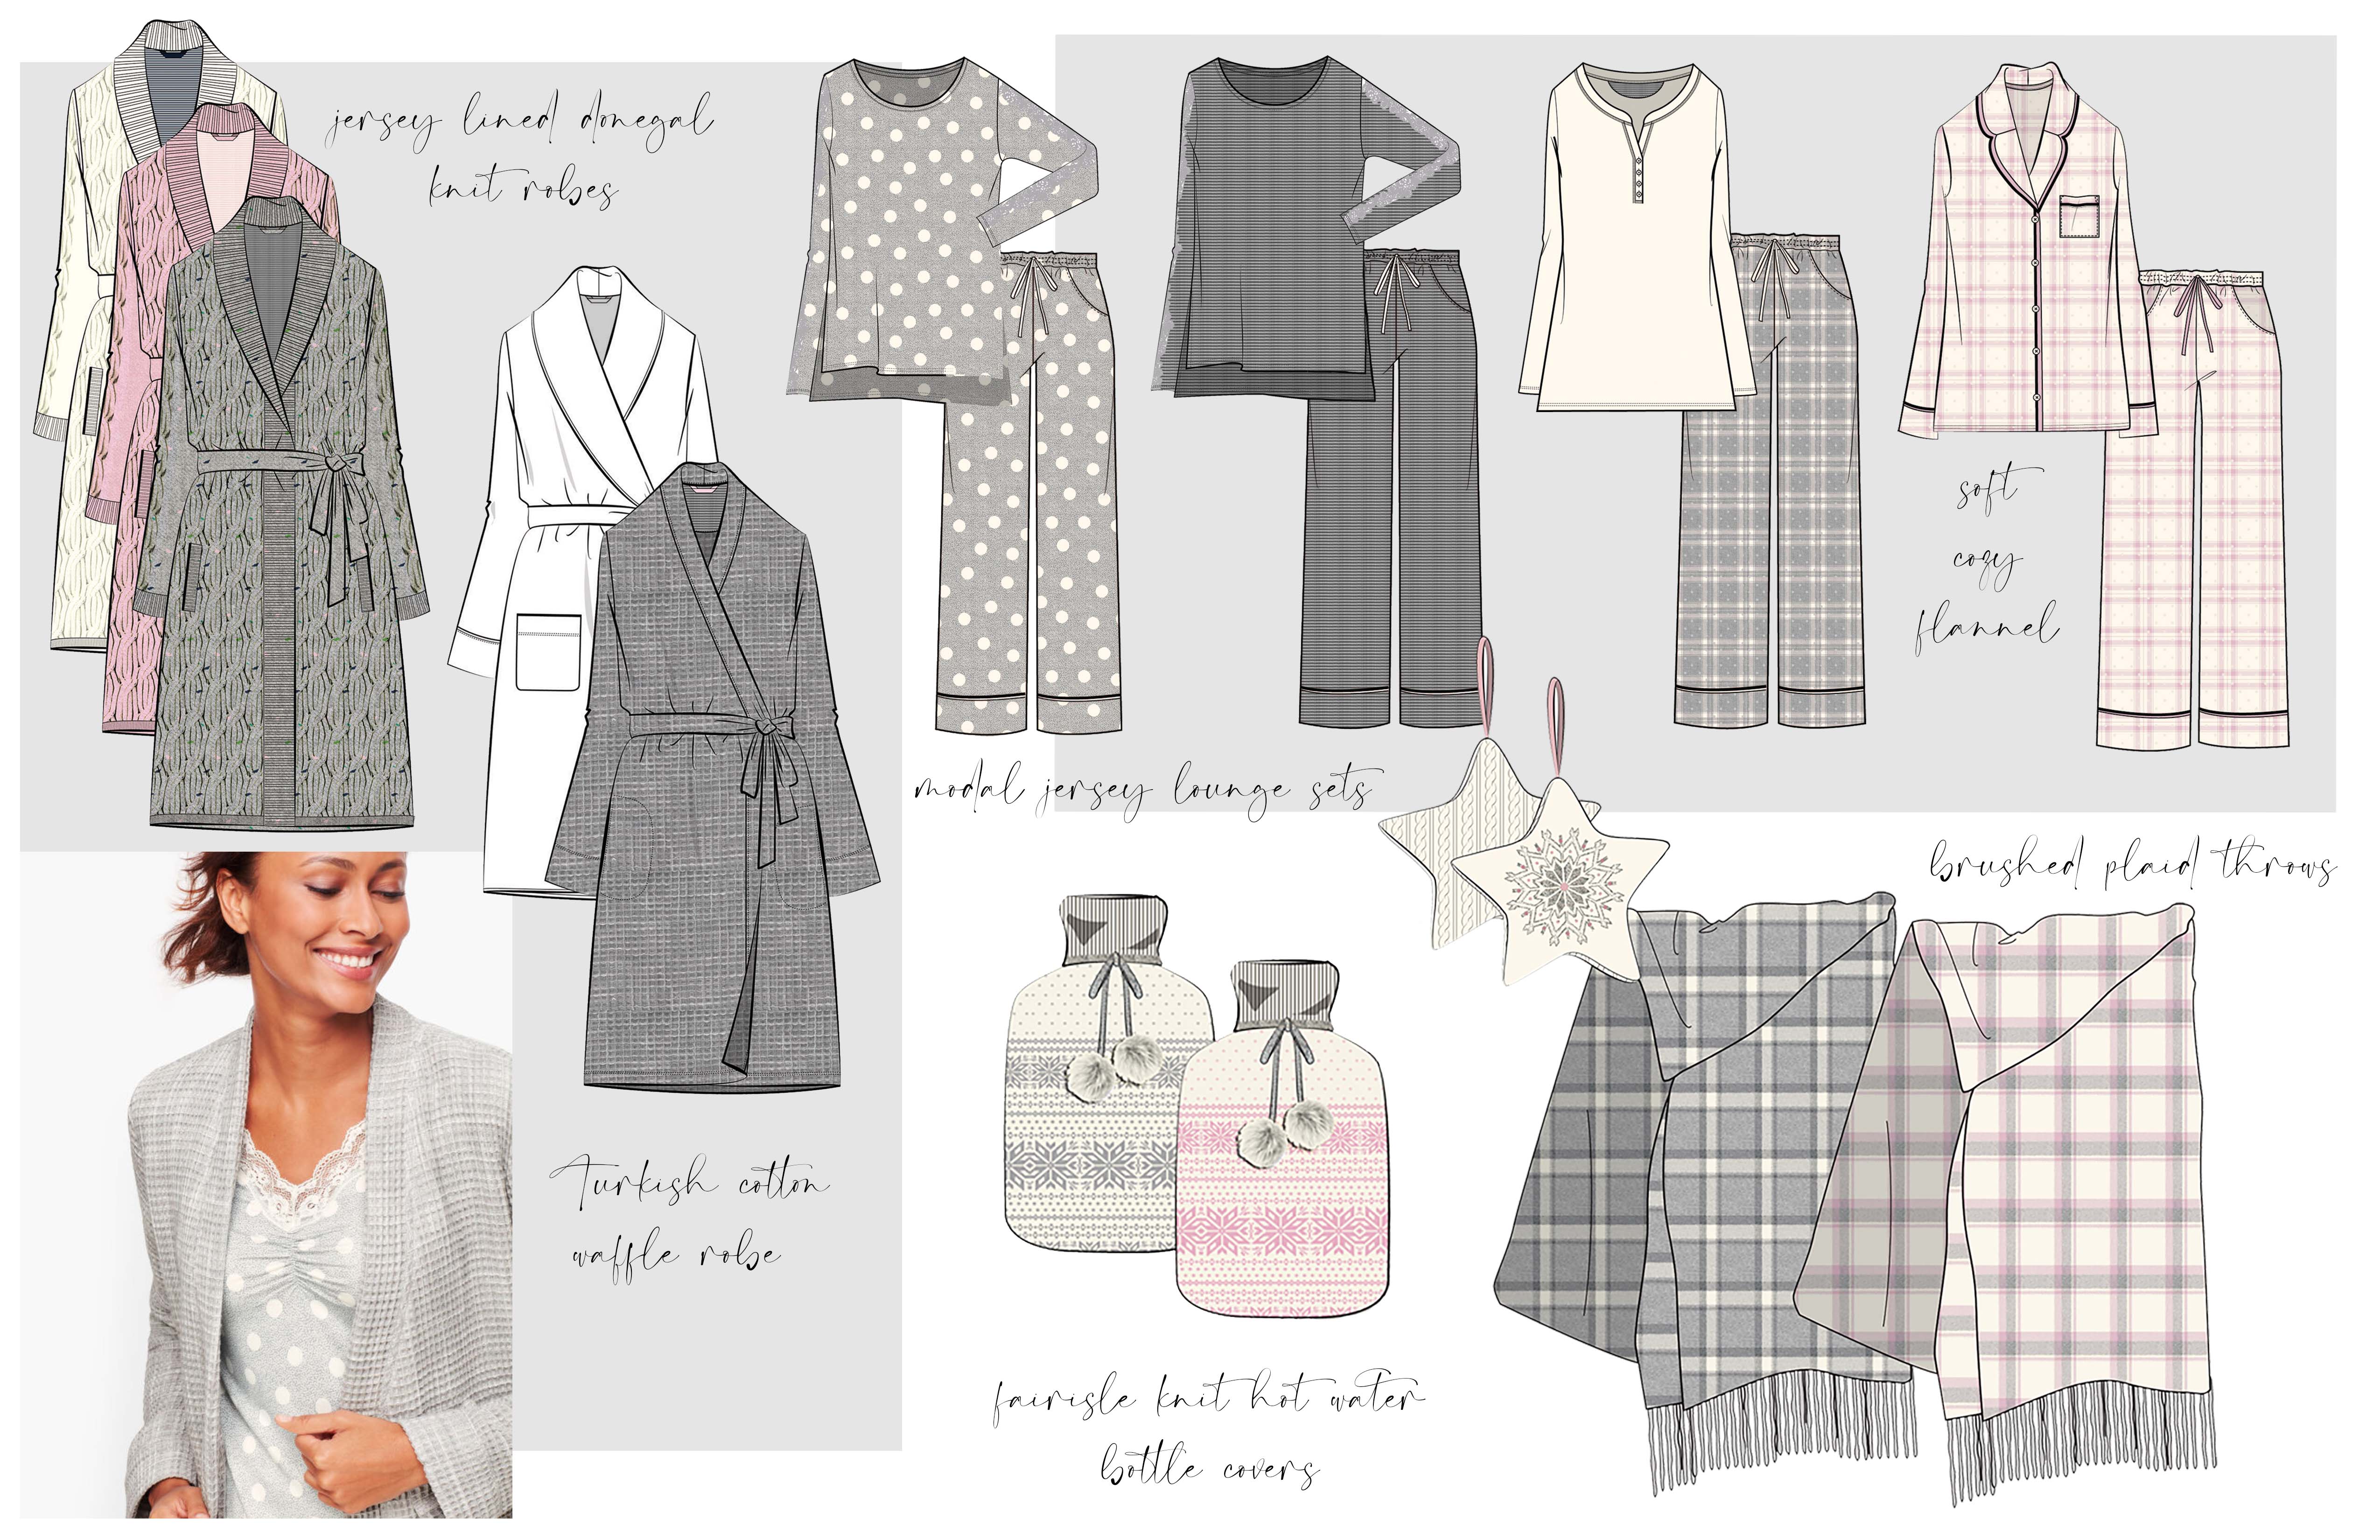 jersey lined donegal
knit robes
soft
cozy
flannel
modal jersey lounge sets
brushed plaid throws
Turkish cotton
waffle robe
fairisle knit hot water
bottle covers